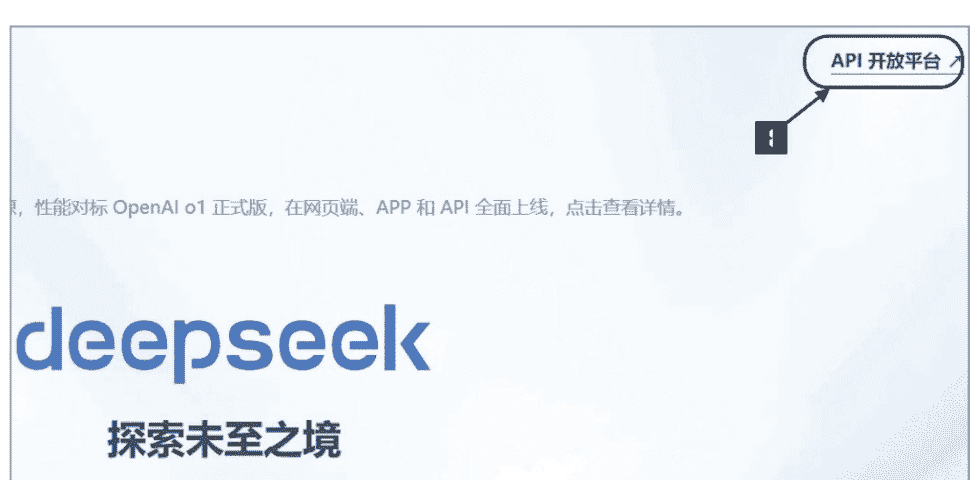 API 开放平台 ↗
，性能对标 OpenAI o1 正式版，在网页端、APP 和 API 全面上线，点击查看详情。
deepseek
探索未至之境